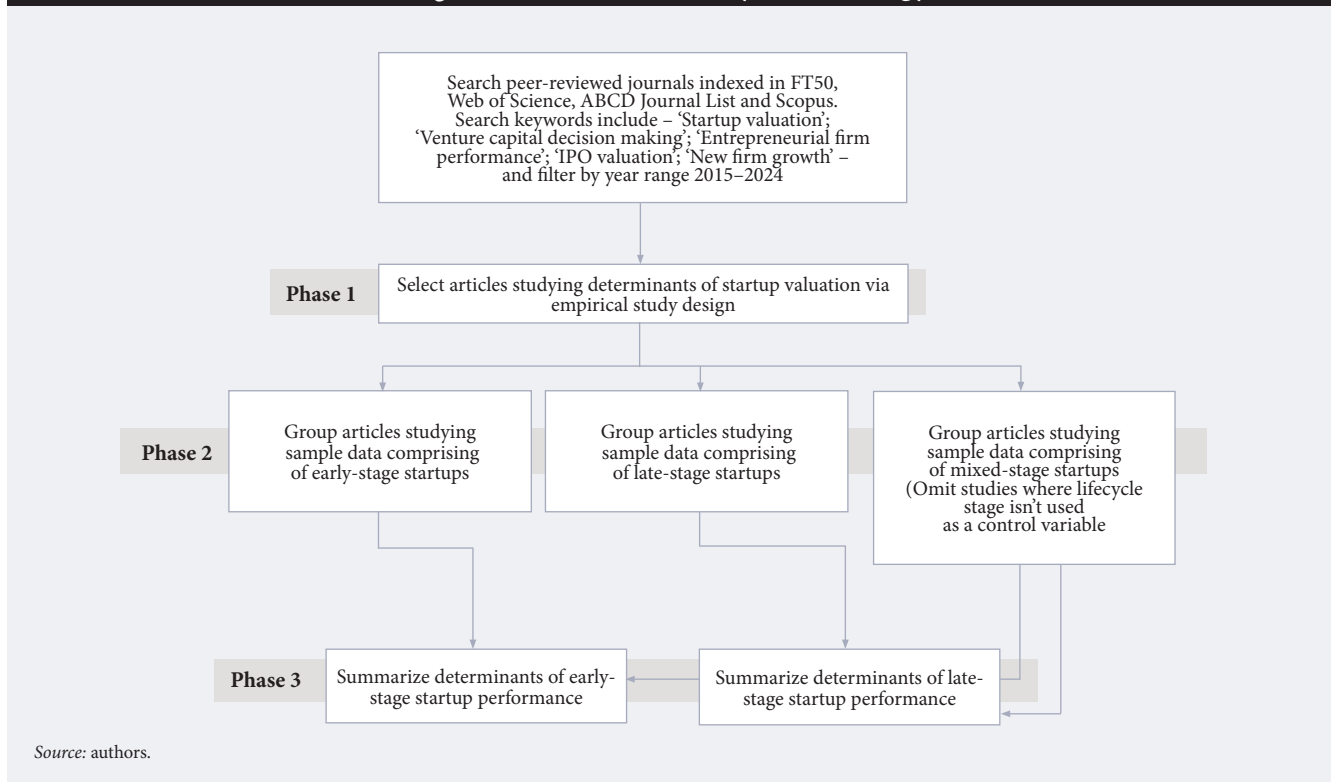 Search peer-reviewed journals indexed in FT50,
Web of Science, ABCD Journal List and Scopus.
Search keywords include – ‘Startup valuation’;
‘Venture capital decision making’; ‘Entrepreneurial firm
performance’; ‘IPO valuation’; ‘New firm growth’ –
and filter by year range 2015–2024
Phase 1
Select articles studying determinants of startup valuation via
empirical study design
Phase 2
Group articles studying
sample data comprising
of early-stage startups
Group articles studying
sample data comprising
of late-stage startups
Group articles studying
sample data comprising
of mixed-stage startups
(Omit studies where lifecycle
stage isn’t used
as a control variable
Phase 3
Summarize determinants of early-
stage startup performance
Summarize determinants of late-
stage startup performance
Source: authors.